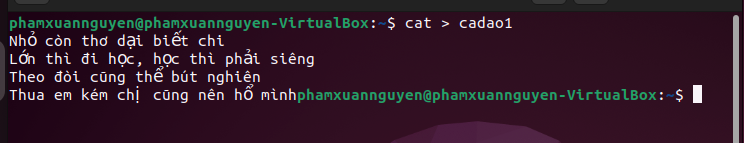 phamxuannguyen@phamxuannguyen-VirtualBox:~$ cat > cadao1
Nhỏ còn thơ dại biết chi
Lớn thì đi học, học thì phải siêng
Theo đòi cũng thể bút nghiên
Thua em kém chị cũng nên hổ mìnhphamxuannguyen@phamxuannguyen-VirtualBox:~$